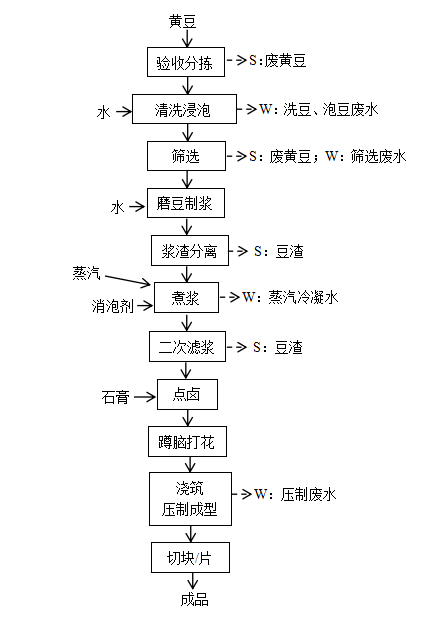 黄豆
验收分拣
S：废黄豆
水
清洗浸泡
W：洗豆、泡豆废水
筛选
S：废黄豆；W：筛选废水
水
磨豆制浆
浆渣分离
S：豆渣
蒸汽
消泡剂
煮浆
W：蒸汽冷凝水
二次滤浆
S：豆渣
石膏
点卤
蹲脑打花
浇筑
压制成型
W：压制废水
切块/片
成品